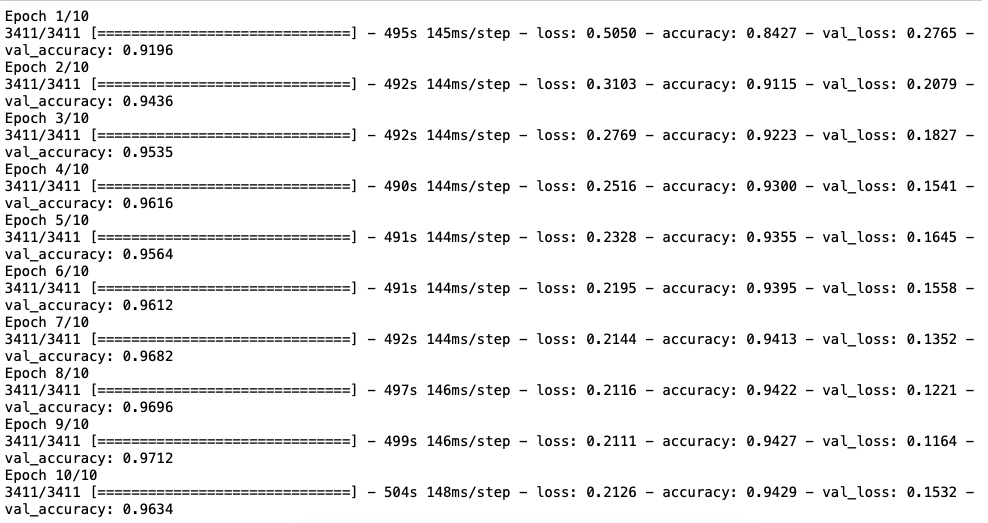 Epoch 1/10
3411/3411 [==============================] - 495s 145ms/step - loss: 0.5050 - accuracy: 0.8427 - val_loss: 0.2765 -
val_accuracy: 0.9196
Epoch 2/10
3411/3411 [==============================] - 492s 144ms/step - loss: 0.3103 - accuracy: 0.9115 - val_loss: 0.2079 -
val_accuracy: 0.9436
Epoch 3/10
3411/3411 [==============================] - 492s 144ms/step - loss: 0.2769 - accuracy: 0.9223 - val_loss: 0.1827 -
val_accuracy: 0.9535
Epoch 4/10
3411/3411 [==============================] - 490s 144ms/step - loss: 0.2516 - accuracy: 0.9300 - val_loss: 0.1541 -
val_accuracy: 0.9616
Epoch 5/10
3411/3411 [==============================] - 491s 144ms/step - loss: 0.2328 - accuracy: 0.9355 - val_loss: 0.1645 -
val_accuracy: 0.9564
Epoch 6/10
3411/3411 [==============================] - 491s 144ms/step - loss: 0.2195 - accuracy: 0.9395 - val_loss: 0.1558 -
val_accuracy: 0.9612
Epoch 7/10
3411/3411 [==============================] - 492s 144ms/step - loss: 0.2144 - accuracy: 0.9413 - val_loss: 0.1352 -
val_accuracy: 0.9682
Epoch 8/10
3411/3411 [==============================] - 497s 146ms/step - loss: 0.2116 - accuracy: 0.9422 - val_loss: 0.1221 -
val_accuracy: 0.9696
Epoch 9/10
3411/3411 [==============================] - 499s 146ms/step - loss: 0.2111 - accuracy: 0.9427 - val_loss: 0.1164 -
val_accuracy: 0.9712
Epoch 10/10
3411/3411 [==============================] - 504s 148ms/step - loss: 0.2126 - accuracy: 0.9429 - val_loss: 0.1532 -
val_accuracy: 0.9634